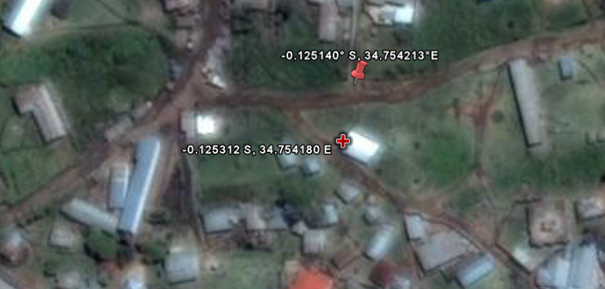 -0.125140° S, 34.754213°E
-0.125312 S, 34.754180 E